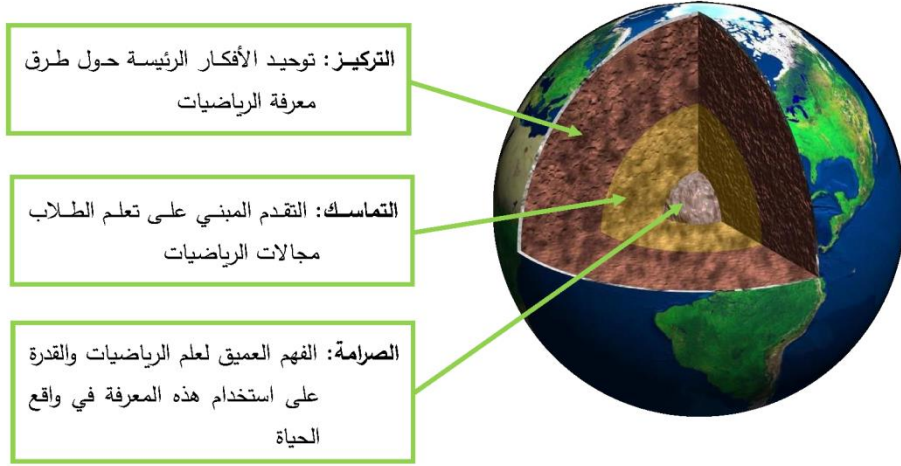 التركيز: توحيد الأفكار الرئيسة حول طرق
معرفة الرياضيات
التماسك: التقدم المبني على تعلم الطلاب
مجالات الرياضيات
الصرامة: الفهم العميق لعلم الرياضيات والقدرة
على استخدام هذه المعرفة في واقع
الحياة